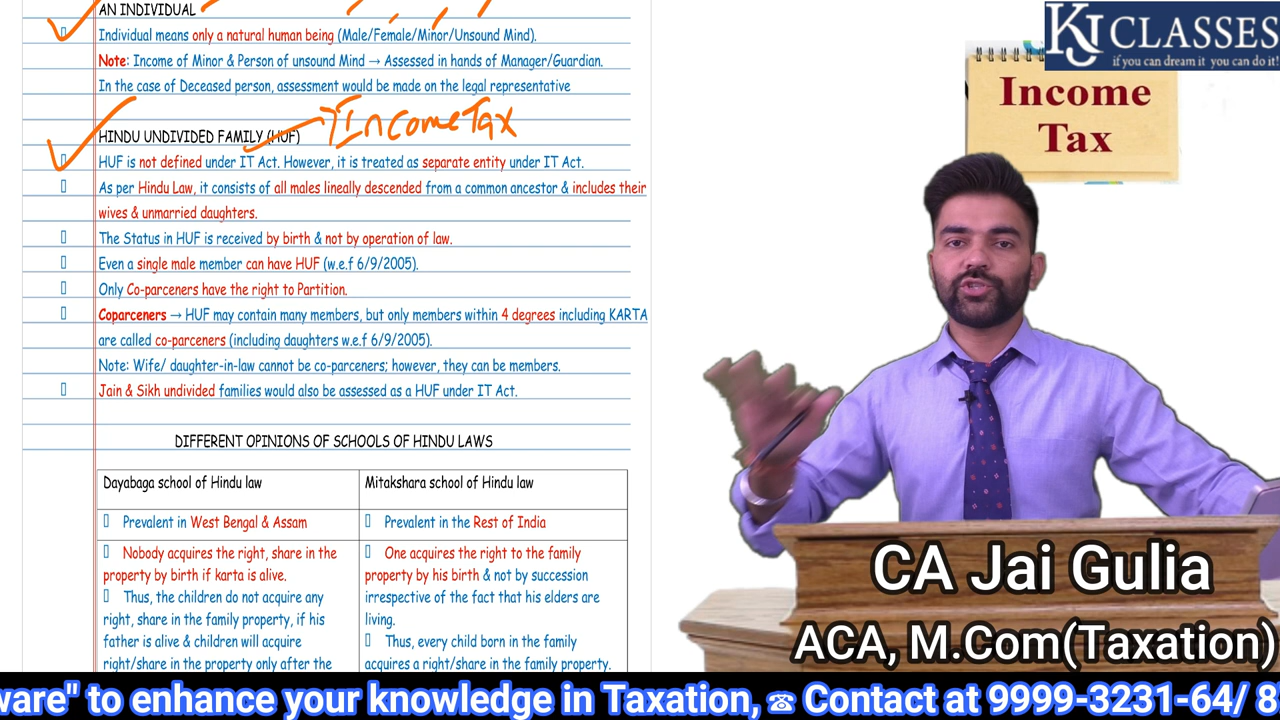 AN INDIVIDUAL
Individual means only a natural human being (Male/Female/Minor/Unsound Mind).
Note: Income of Minor & Person of unsound Mind → Assessed in hands of Manager/Guardian.
In the case of Deceased person, assessment would be made on the legal representative
HINDU UNDIVIDED FAMILY (HUF)
Income Tax
HUF is not defined under IT Act. However, it is treated as separate entity under IT Act.
As per Hindu Law, it consists of all males lineally descended from a common ancestor & includes their
wives & unmarried daughters.
The Status in HUF is received by birth & not by operation of law.
Even a single male member can have HUF (w.e.f 6/9/2005).
Only Co-parceners have the right to Partition.
Coparceners → HUF may contain many members, but only members within 4 degrees including KARTA
are called co-parceners (including daughters w.e.f 6/9/2005).
Note: Wife/ daughter-in-law cannot be co-parceners; however, they can be members.
Jain & Sikh undivided families would also be assessed as a HUF under IT Act.
DIFFERENT OPINIONS OF SCHOOLS OF HINDU LAWS
Dayabaga school of Hindu law
Prevalent in West Bengal & Assam
Nobody acquires the right, share in the
property by birth if karta is alive.
Thus, the children do not acquire any
right, share in the family property, if his
father is alive & children will acquire
right/share in the property only after the
Mitakshara school of Hindu law
Prevalent in the Rest of India
One acquires the right to the family
property by his birth & not by succession
irrespective of the fact that his elders are
living.
Thus, every child born in the family
acquires a right/share in the family property.
KJ CLASSES
if you can dream it you can do it!
Income
Tax
CA Jai Gulia
ACA, M.Com(Taxation)
ware" to enhance your knowledge in Taxation, ☎ Contact at 9999-3231-64/ 8